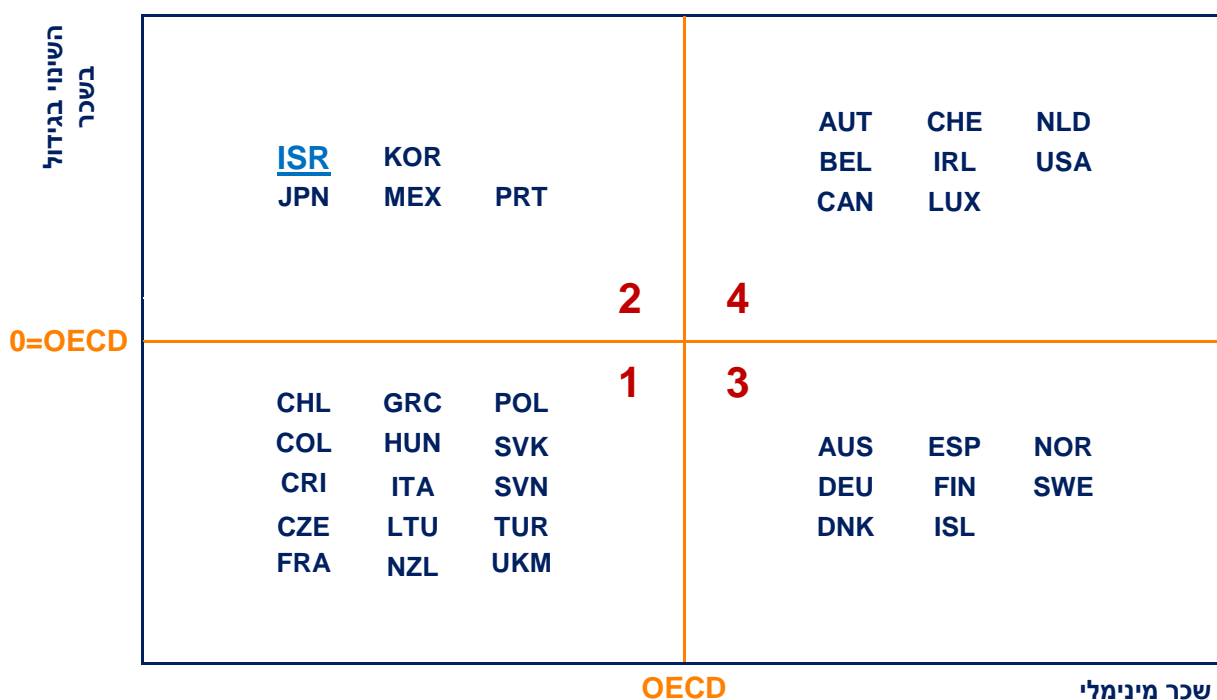 השינוי בגידול
בשכר
AUT CHE NLD
ISR KOR BEL IRL USA
JPN MEX PRT CAN LUX
2 4
0=OECD
1 3
CHL GRC POL
COL HUN SVK AUS ESP NOR
CRI ITA SVN DEU FIN SWE
CZE LTU TUR DNK ISL
FRA NZL UKM
OECD שכר מינימלי